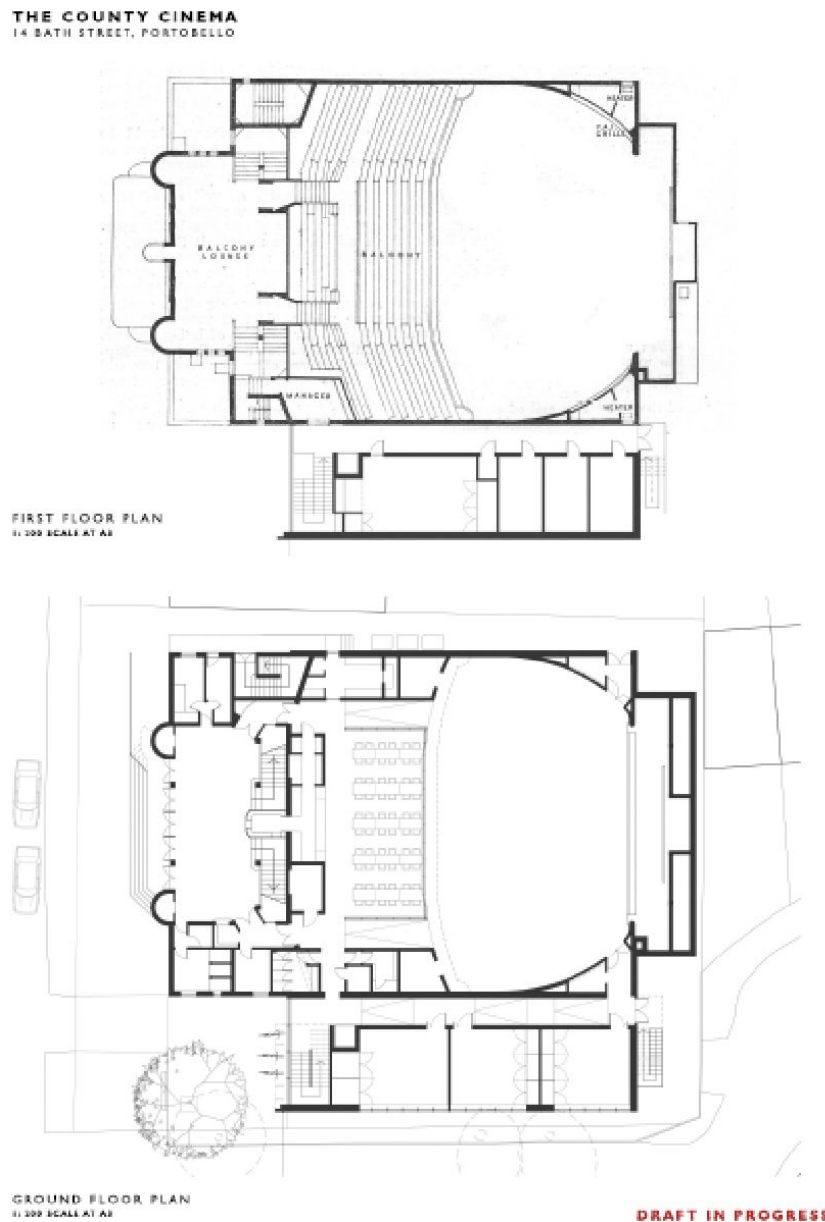 THE COUNTY CINEMA
14 BATH STREET, PORTOBELLO
HEATER
GRILLE
BALCONY
LOUNGE
BALCONY
MANAGER
HEATER
FIRST FLOOR PLAN
1: 200 SCALE AT A3
GROUND FLOOR PLAN
1: 200 SCALE AT A3
DRAFT IN PROGRESS